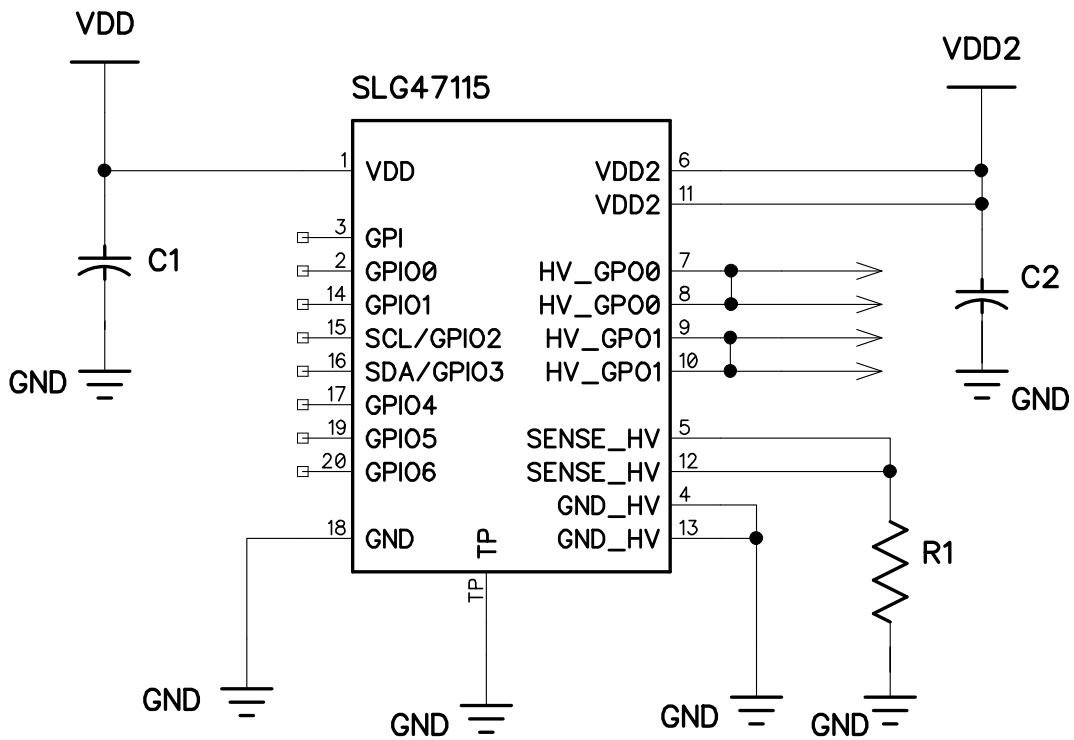 VDD
VDD2
SLG47115
1 VDD
VDD2 6
VDD2 11
3 GPI
2 GPIO0
HV_GPO0 7
14 GPIO1
HV_GPO0 8
15 SCL/GPIO2
HV_GPO1 9
16 SDA/GPIO3
HV_GPO1 10
17 GPIO4
19 GPIO5
SENSE_HV 5
20 GPIO6
SENSE_HV 12
GND_HV 4
18 GND
GND_HV 13
TP
TP
C1
C2
GND
GND
R1
GND
GND
GND
GND